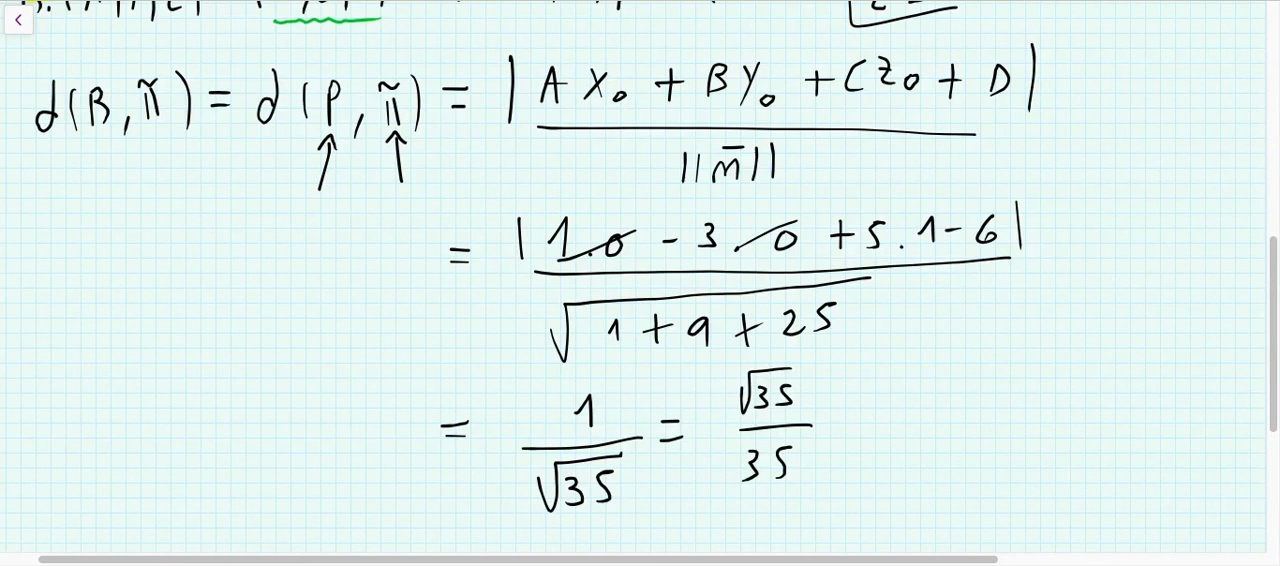 d(B, π) = d(P, π) = |AX₀ + BY₀ + CZ₀ + D| / ||n̄||
= |1.0 - 3.0 + 5.1 - 6| / √(1 + 9 + 25)
= 1/√35 = √35/35